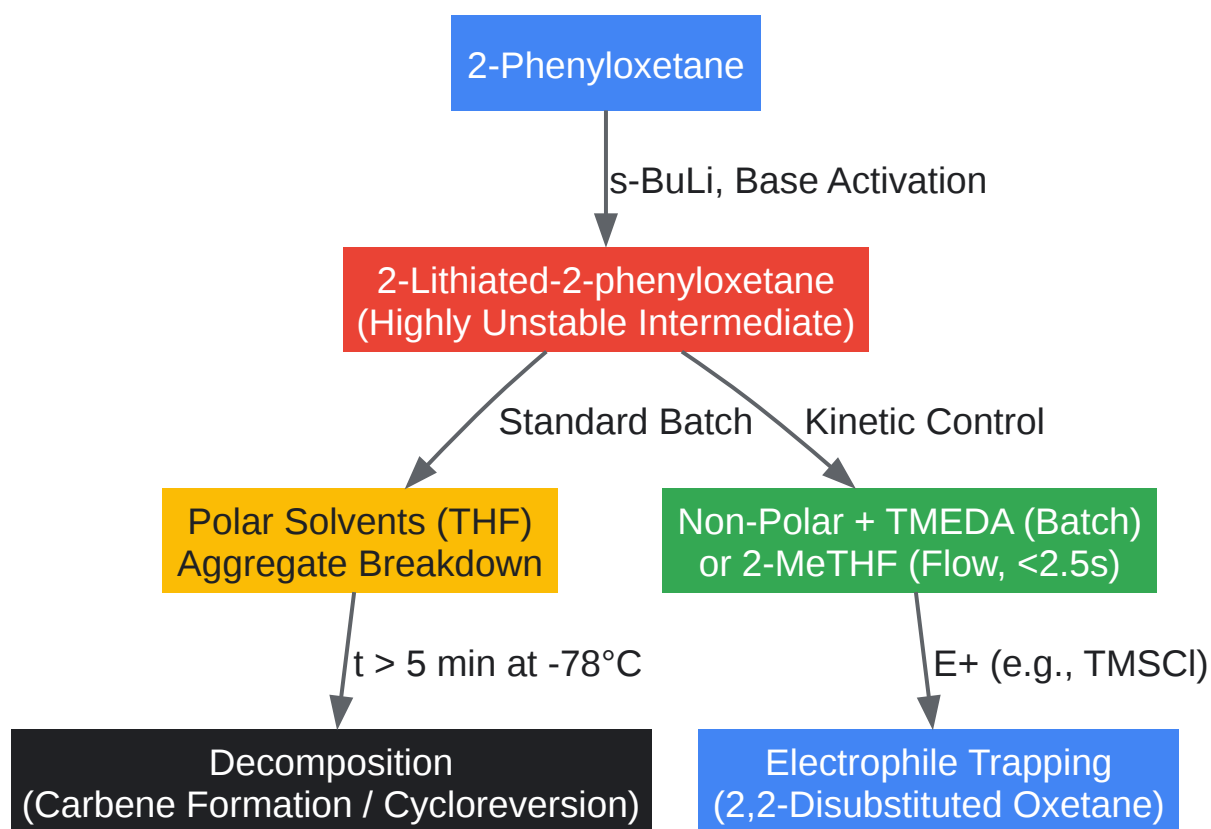 2-Phenyloxetane
s-BuLi, Base Activation
2-Lithiated-2-phenyloxetane
(Highly Unstable Intermediate)
Standard Batch
Kinetic Control
Polar Solvents (THF)
Aggregate Breakdown
Non-Polar + TMEDA (Batch)
or 2-MeTHF (Flow, <2.5s)
t > 5 min at -78°C
E+ (e.g., TMSCl)
Decomposition
(Carbene Formation / Cycloreversion)
Electrophile Trapping
(2,2-Disubstituted Oxetane)